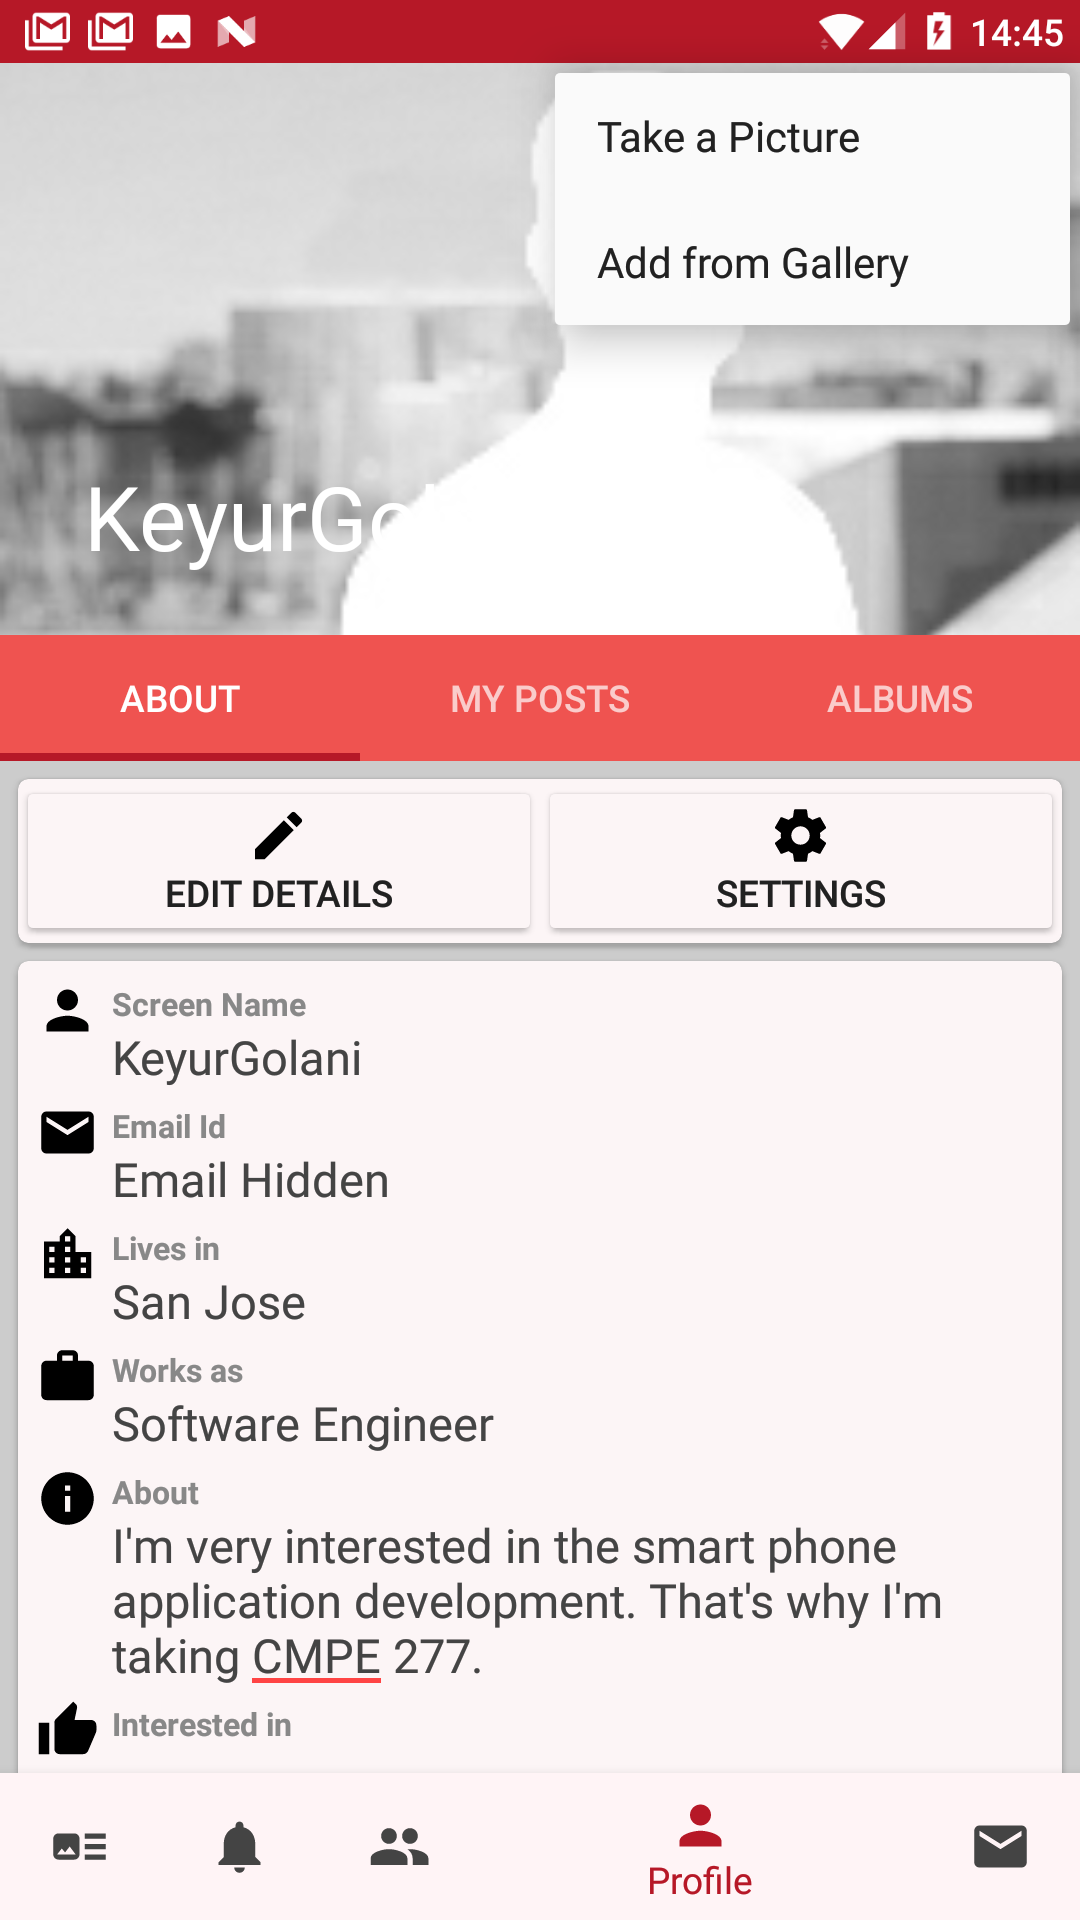 14:45
Take a Picture
Add from Gallery
KeyurGol
ABOUT
MY POSTS
ALBUMS
EDIT DETAILS
SETTINGS
Screen Name
KeyurGolani
Email Id
Email Hidden
Lives in
San Jose
Works as
Software Engineer
About
I'm very interested in the smart phone
application development. That's why I'm
taking CMPE 277.
Interested in
Profile